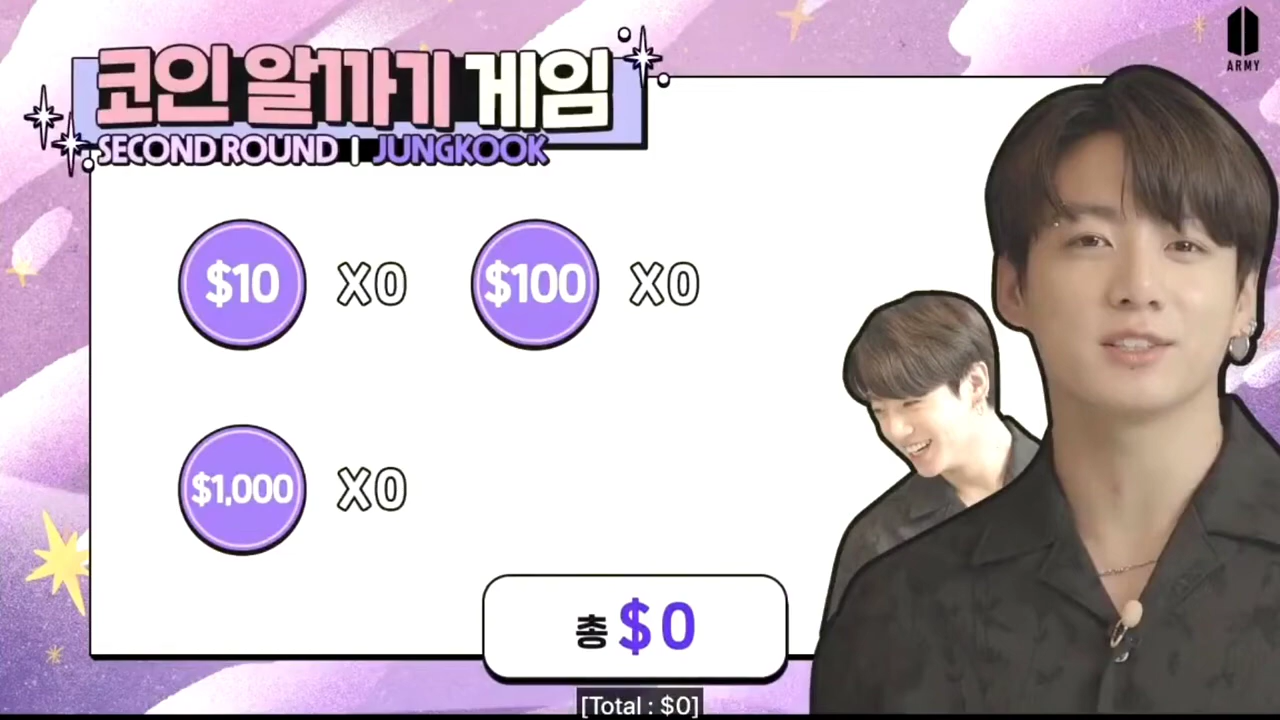 ARMY
코인 알까기 게임
SECOND ROUND | JUNGKOOK
$10 X0 $100 X0
$1,000 X0
총 $0
[Total : $0]